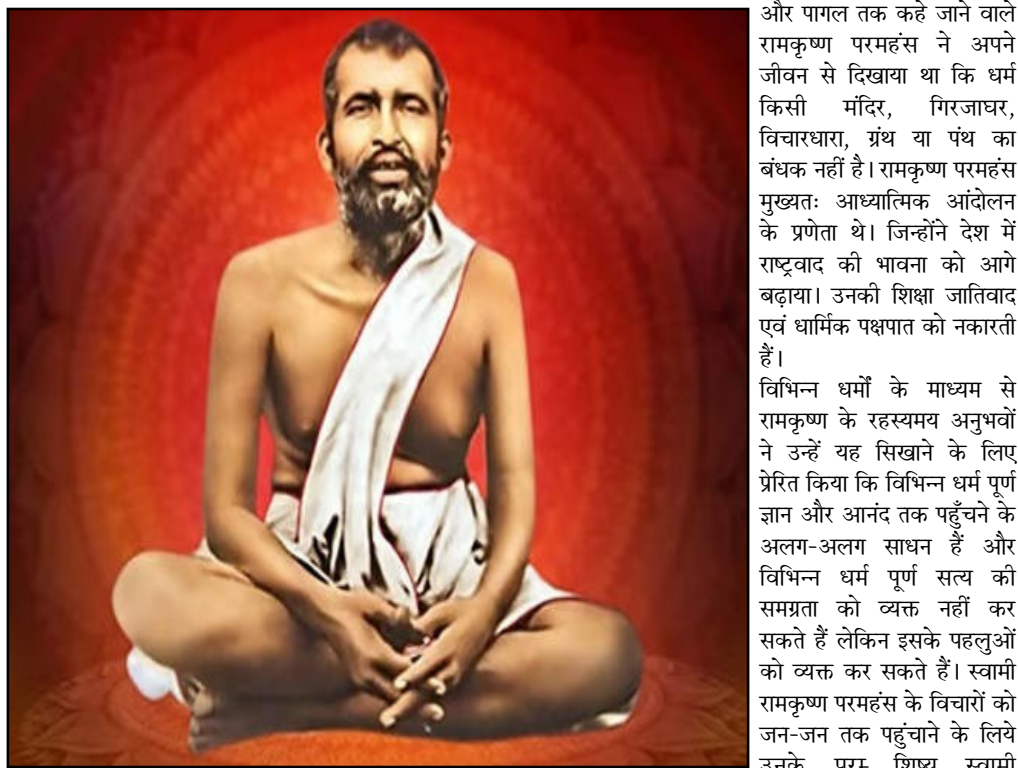 और पागल तक कहे जाने वाले
रामकृष्ण परमहंस ने अपने
जीवन से दिखाया था कि धर्म
किसी मंदिर, गिरजाघर,
विचारधारा, ग्रंथ या पंथ का
बंधक नहीं है। रामकृष्ण परमहंस
मुख्यतः आध्यात्मिक आंदोलन
के प्रणेता थे। जिन्होंने देश में
राष्ट्रवाद की भावना को आगे
बढ़ाया। उनकी शिक्षा जातिवाद
एवं धार्मिक पक्षपात को नकारती
हैं।
विभिन्न धर्मों के माध्यम से
रामकृष्ण के रहस्यमय अनुभवों
ने उन्हें यह सिखाने के लिए
प्रेरित किया कि विभिन्न धर्म पूर्ण
ज्ञान और आनंद तक पहुँचने के
अलग-अलग साधन हैं और
विभिन्न धर्म पूर्ण सत्य की
समग्रता को व्यक्त नहीं कर
सकते हैं लेकिन इसके पहलुओं
को व्यक्त कर सकते हैं। स्वामी
रामकृष्ण परमहंस के विचारों को
जन-जन तक पहुंचाने के लिये
उनके परम शिष्य स्वामी